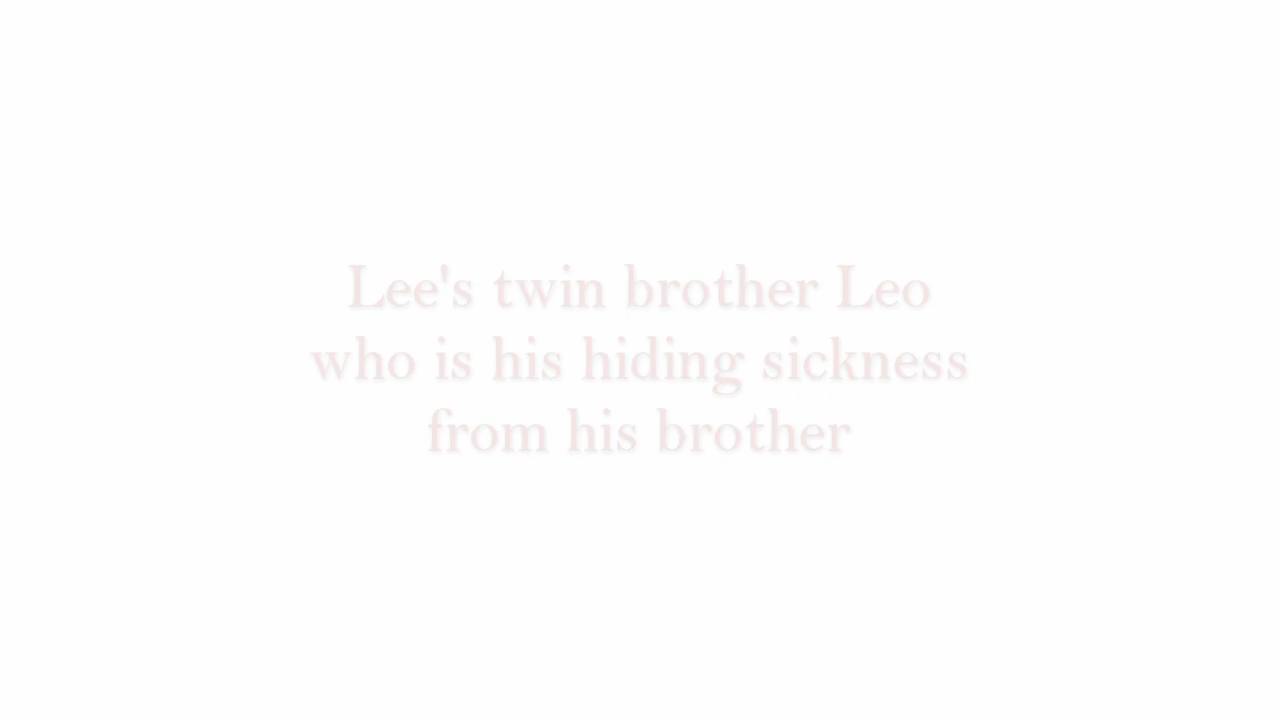 Lee's twin brother Leo
who is his hiding sickness
from his brother